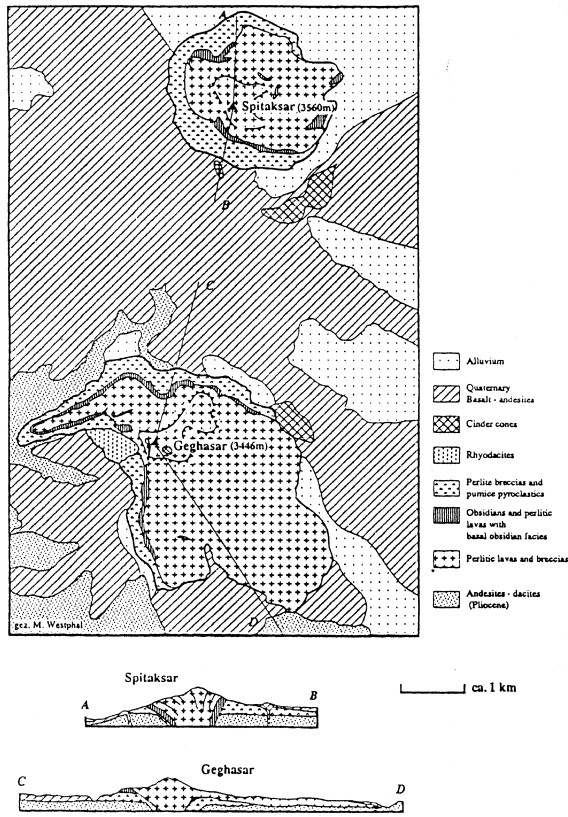 A
Spitaksar (3560m)
B
C
Geghasar (3446m)
D
gez. M. Westphal
Alluvium
Quaternary
Basalt - andesites
Cinder cones
Rhyodacites
Perlite breccias and
pumice pyroclastics
Obsidians and perlitic
lavas with
basal obsidian facies
Perlitic lavas and breccias
Andesites - dacites
(Pliocene)
Spitaksar
A
B
ca. 1 km
Geghasar
C
D